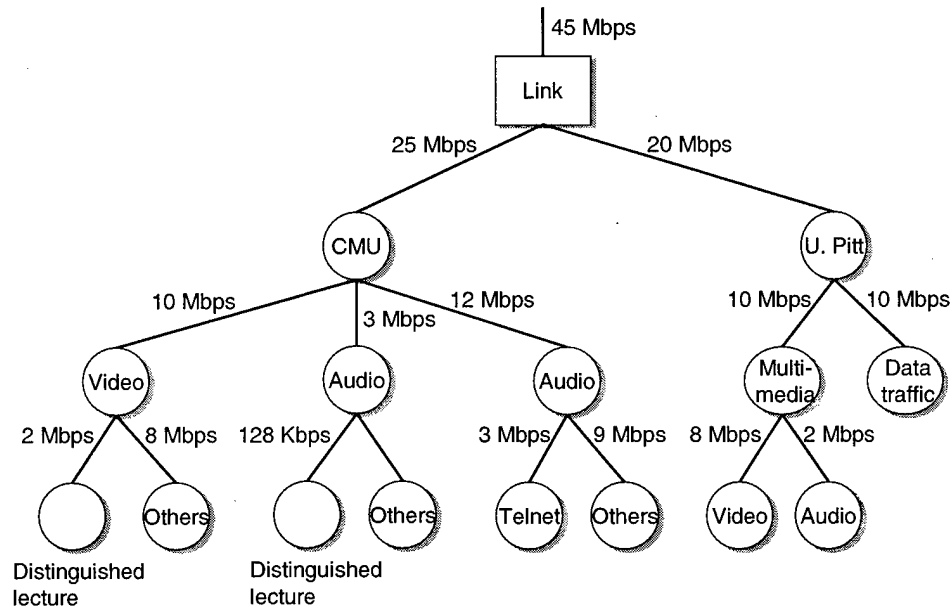 45 Mbps
Link
25 Mbps
20 Mbps
CMU
U. Pitt
10 Mbps
3 Mbps
12 Mbps
10 Mbps
10 Mbps
Video
Audio
Audio
Multi-
media
Data
traffic
2 Mbps
8 Mbps
128 Kbps
3 Mbps
9 Mbps
8 Mbps
2 Mbps
Others
Others
Telnet
Others
Video
Audio
Distinguished
lecture
Distinguished
lecture